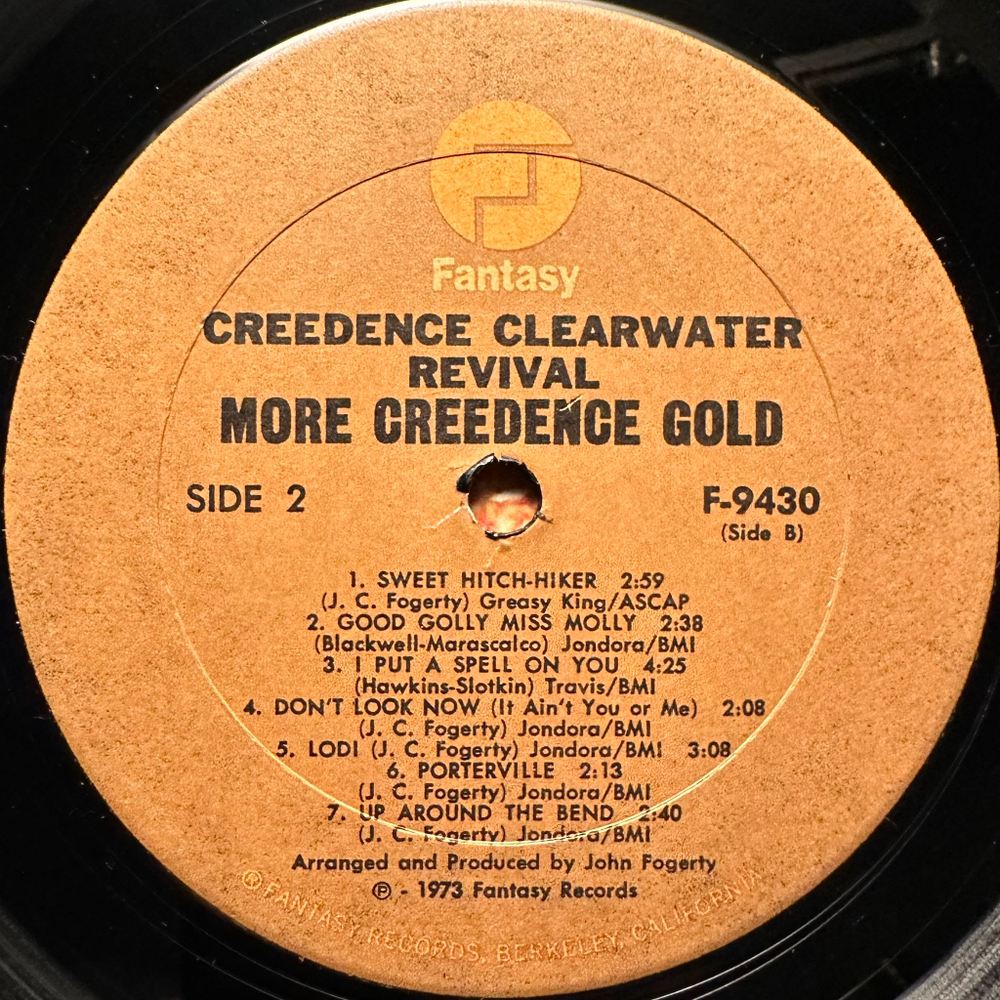 Fantasy
CREEDENCE CLEARWATER
REVIVAL
MORE CREEDENCE GOLD
SIDE 2
F-9430
(Side B)
1. SWEET HITCH-HIKER 2:59
(J. C. Fogerty) Greasy King/ASCAP
2. GOOD GOLLY MISS MOLLY 2:38
(Blackwell-Marascalco) Jondora/BMI
3. I PUT A SPELL ON YOU 4:25
(Hawkins-Slotkin) Travis/BMI
4. DON'T LOOK NOW (It Ain't You or Me) 2:08
(J. C. Fogerty) Jondora/BMI
5. LODI (J. C. Fogerty) Jondora/BMI 3:08
6. PORTERVILLE 2:13
(J. C. Fogerty) Jondora/BMI
7. UP AROUND THE BEND 2:40
(J. C. Fogerty) Jondora/BMI
Arranged and Produced by John Fogerty
℗ - 1973 Fantasy Records
®FANTASY RECORDS, BERKELEY, CALIFORNIA